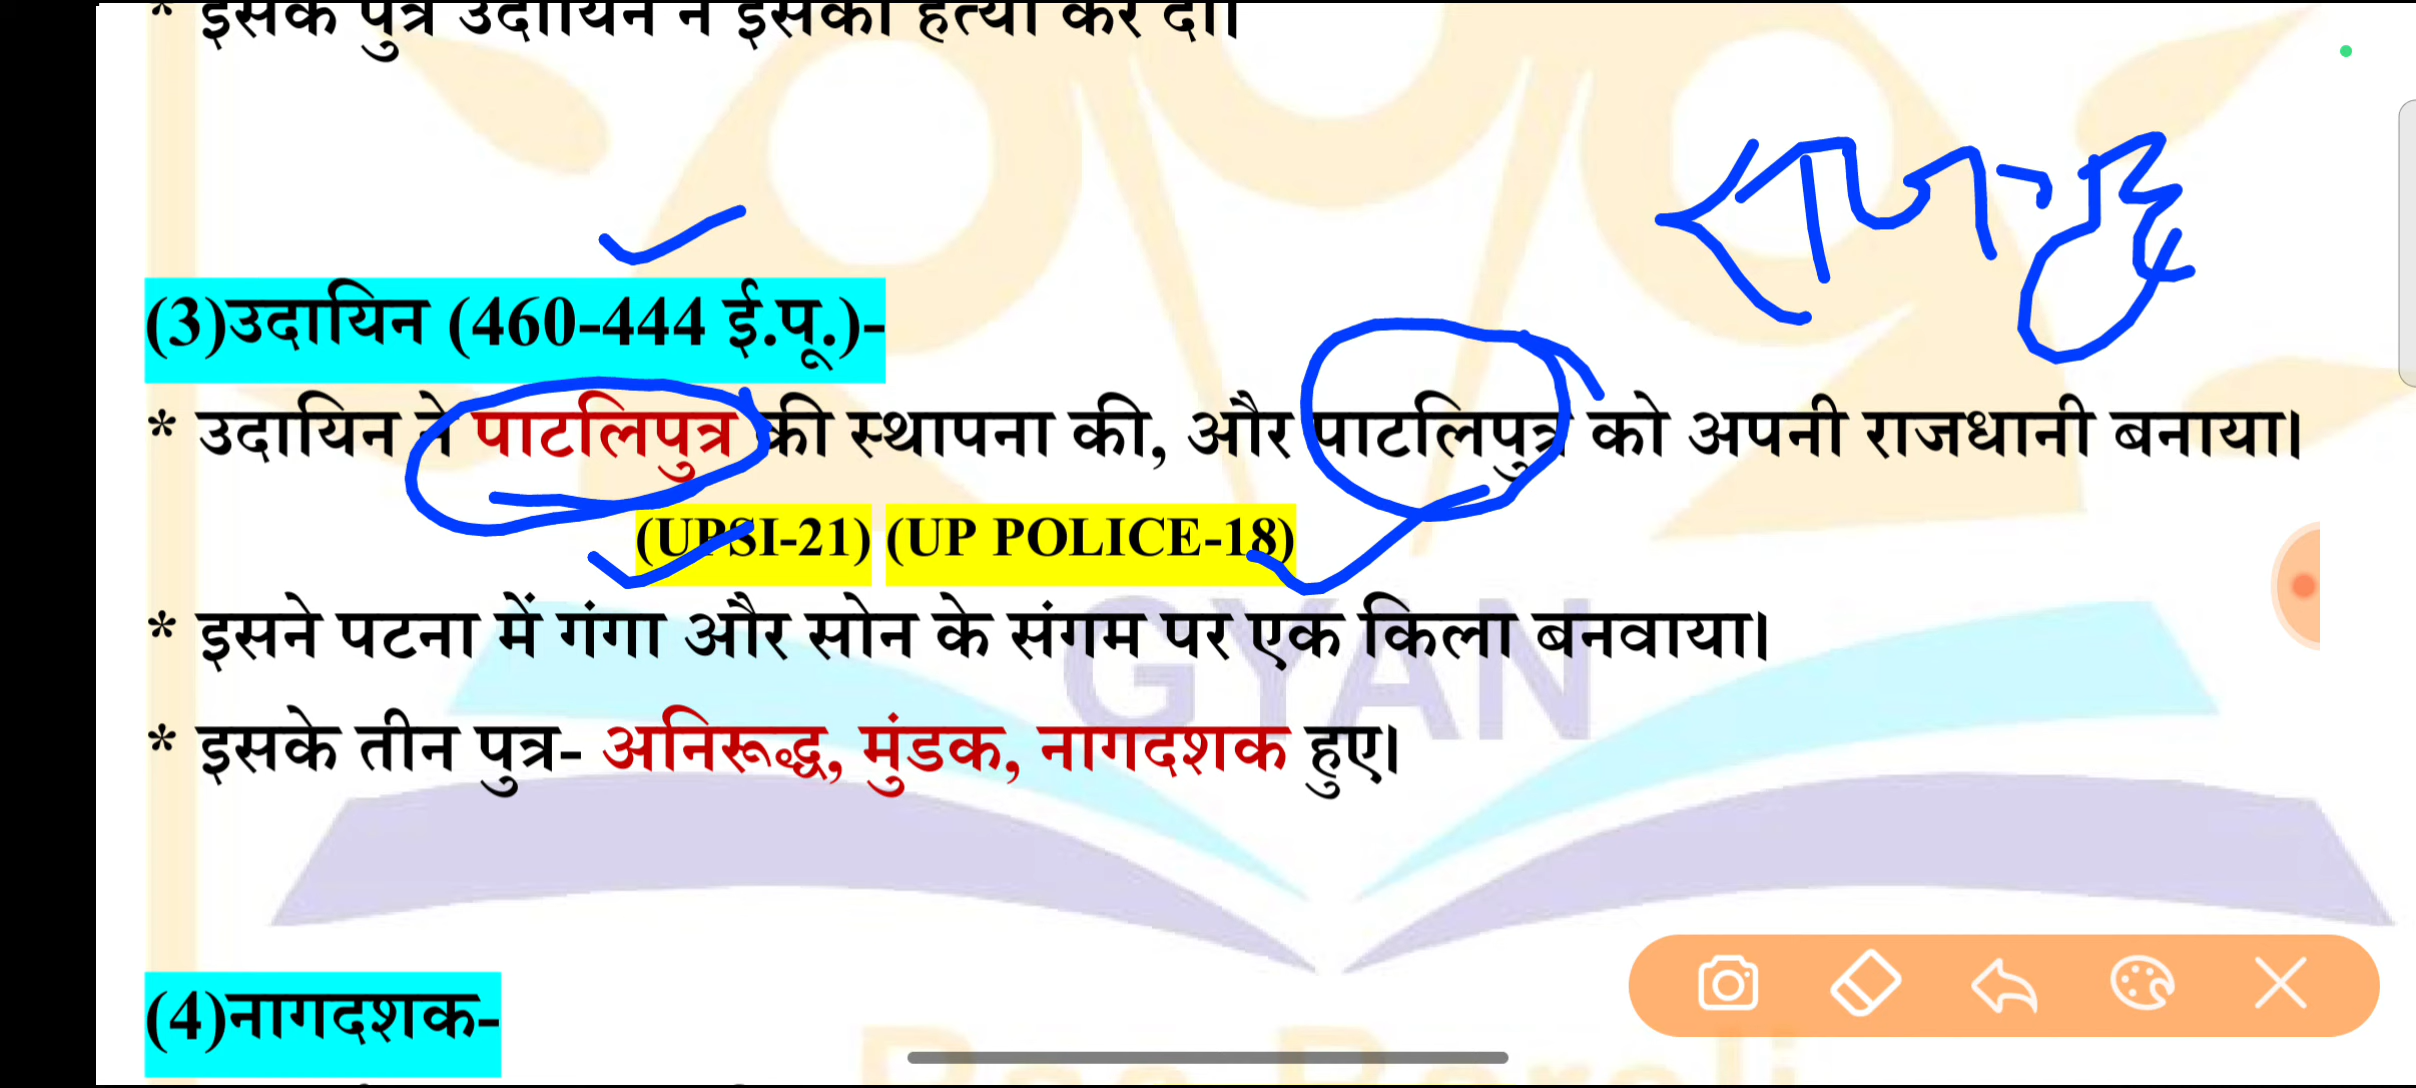 * इसके पुत्र उदायिन ने इसकी हत्या कर दी।
(3)उदायिन (460-444 ई.पू.)-
* उदायिन ने पाटलिपुत्र की स्थापना की, और पाटलिपुत्र को अपनी राजधानी बनाया।
(UPSI-21) (UP POLICE-18)
* इसने पटना में गंगा और सोन के संगम पर एक किला बनवाया।
GYAN
* इसके तीन पुत्र- अनिरूद्ध, मुंडक, नागदशक हुए।
(4)नागदशक-